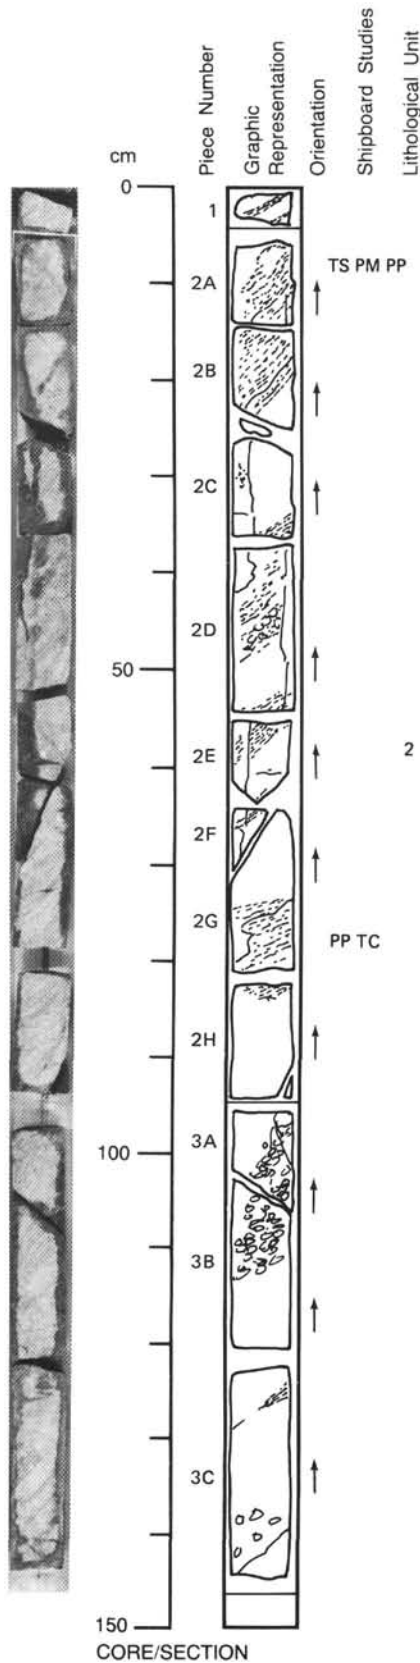 cm
Piece Number
Graphic
Representation
Orientation
Shipboard Studies
Lithological Unit
0
1
2A
TS PM PP
2B
2C
2D
50
2E
2
2F
2G
PP TC
2H
100
3A
3B
3C
150
CORE/SECTION